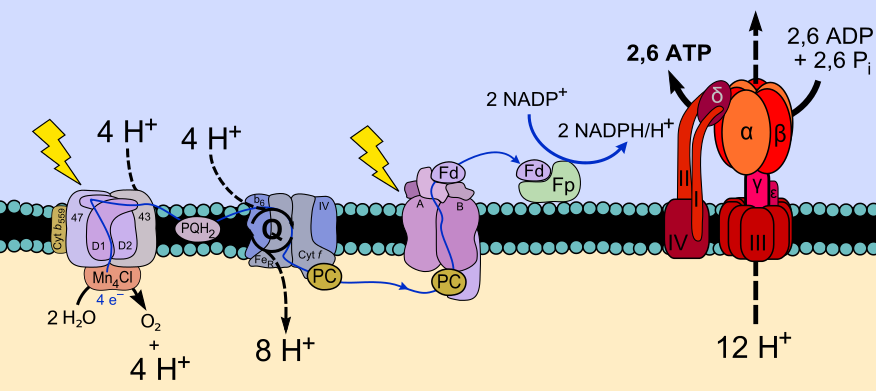 4 H⁺
4 H⁺
2 NADP⁺
2 NADPH/H⁺
2,6 ATP
2,6 ADP
+ 2,6 Pᵢ
Cyt b₅₅₉
47
43
D1
D2
Mn₄Cl
4 e⁻
2 H₂O
O₂
+
4 H⁺
PQH₂
b₆
IV
Q
Feᵣ
Cyt f
PC
8 H⁺
Fd
A
B
PC
Fd
Fp
δ
α
β
γ
ε
II
I
IV
III
12 H⁺